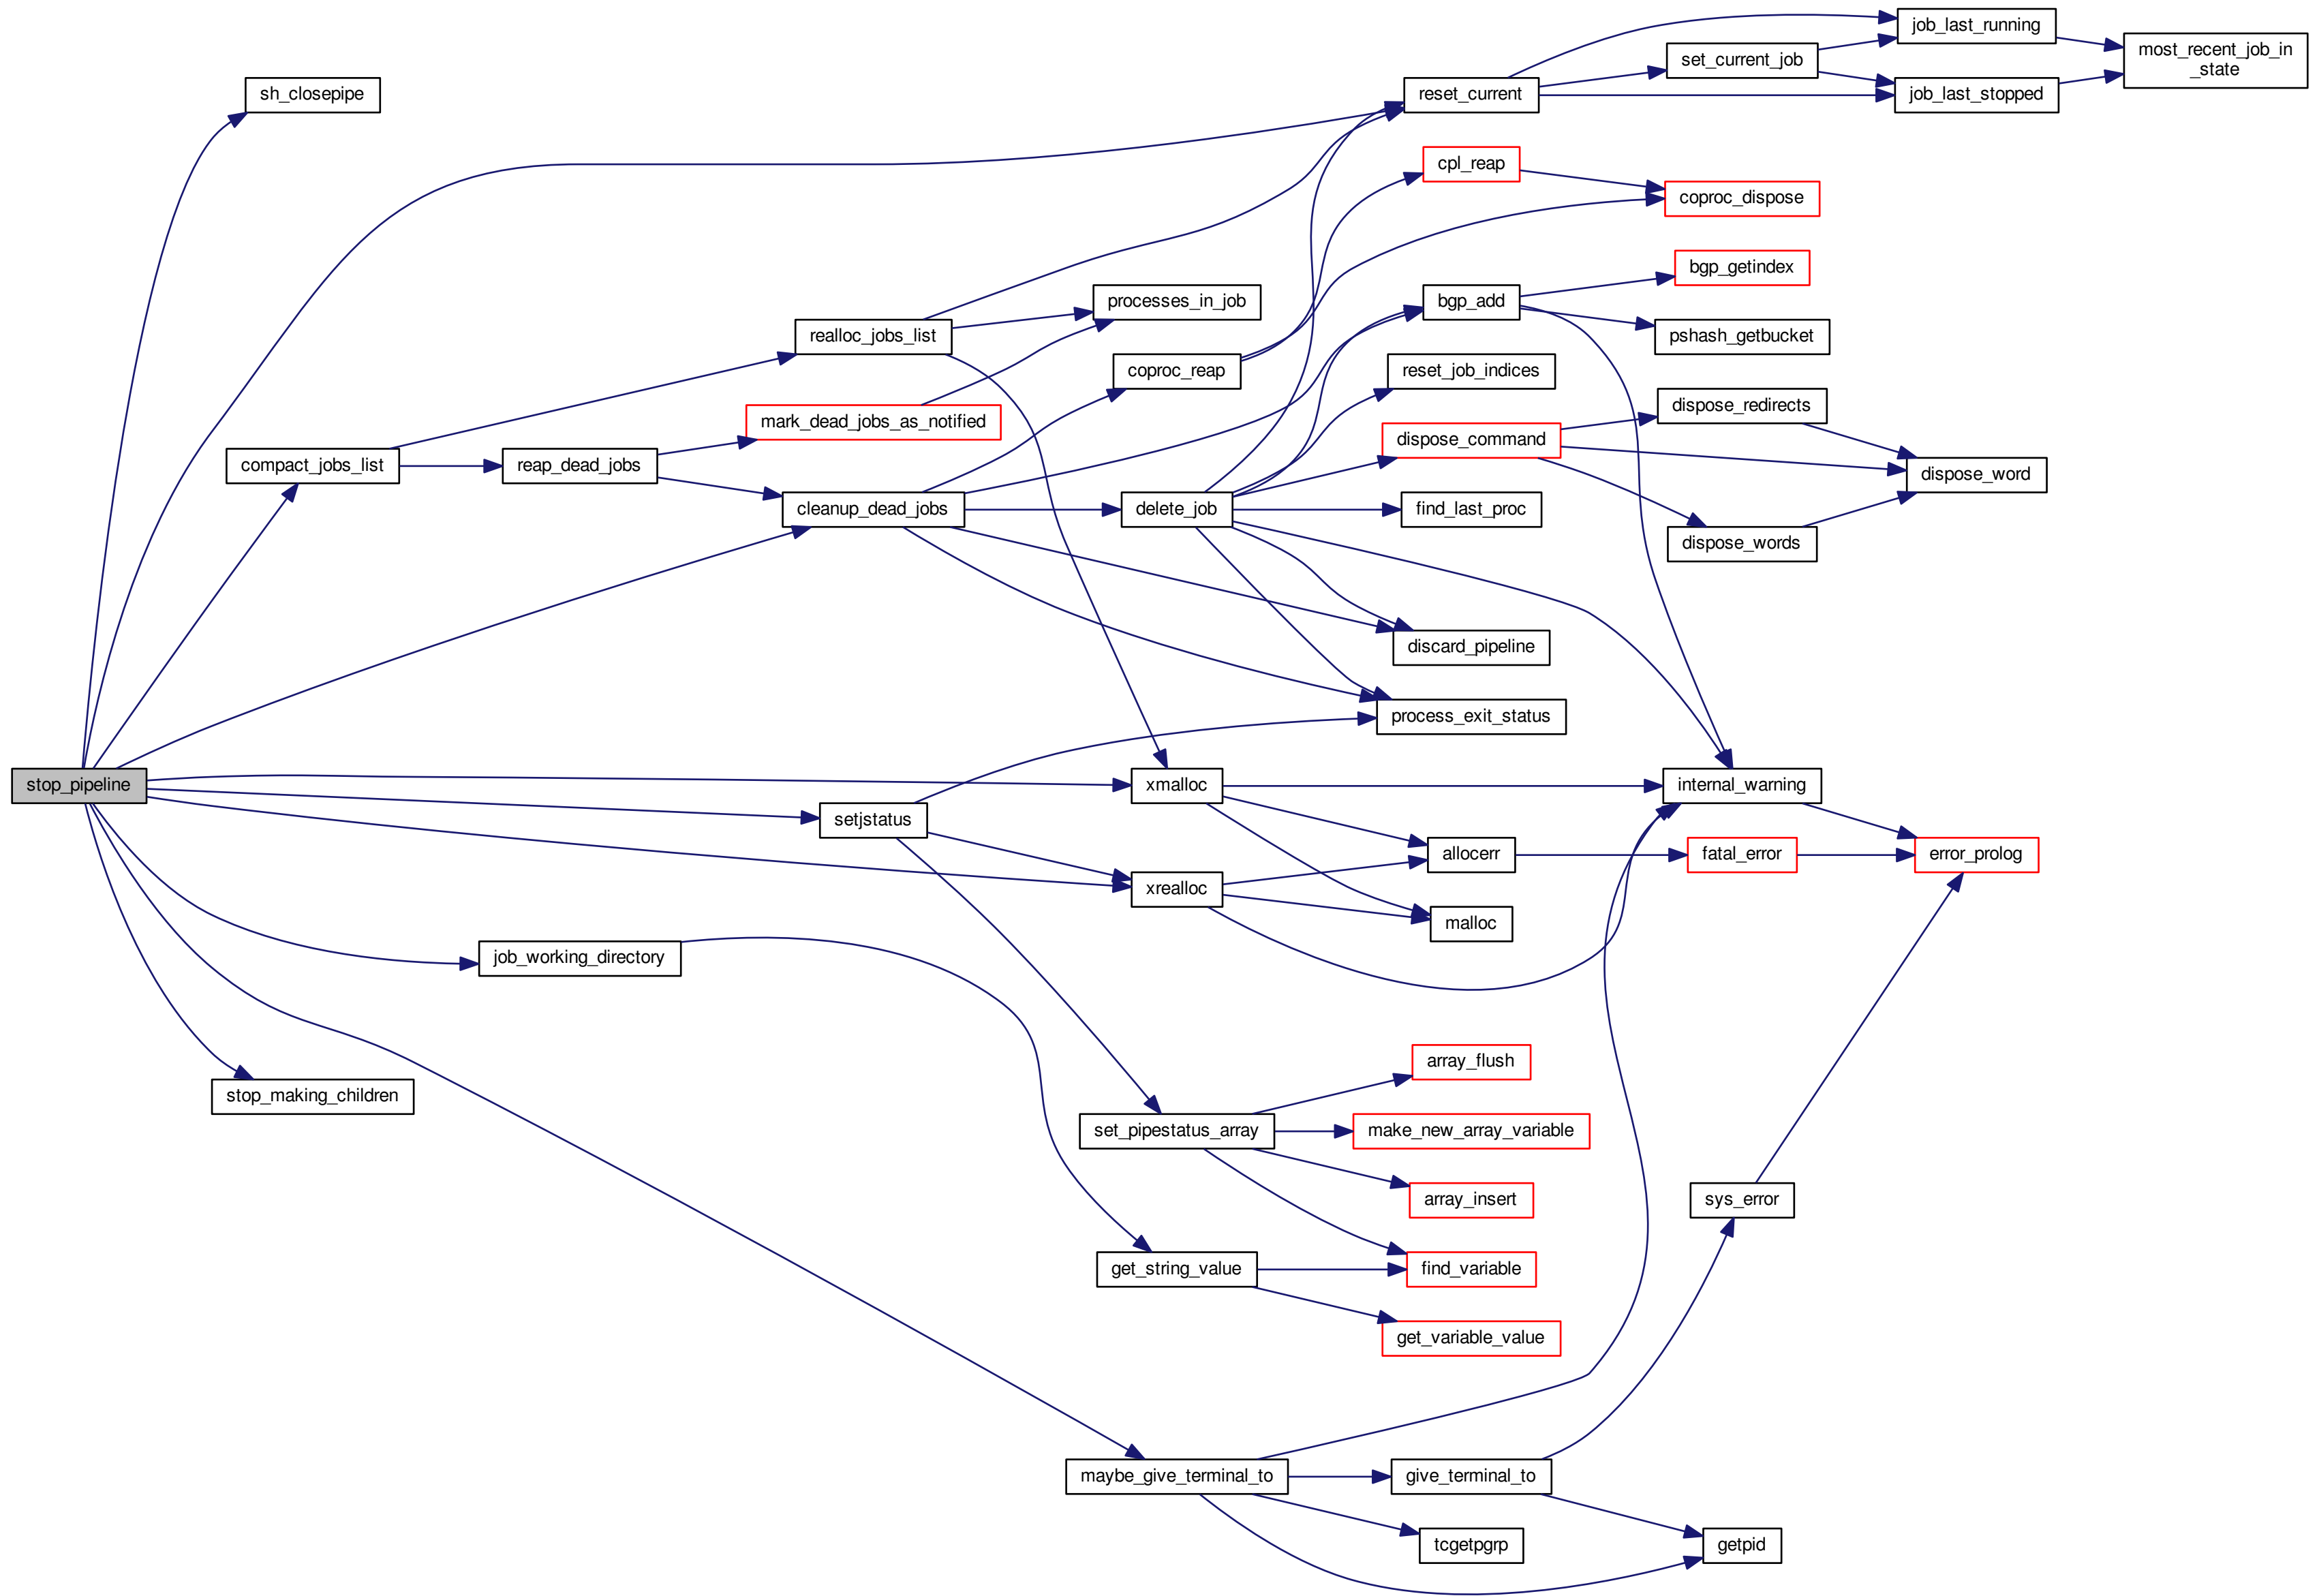 job_last_running
set_current_job
most_recent_job_in
_state
sh_closepipe
reset_current
job_last_stopped
cpl_reap
coproc_dispose
bgp_getindex
processes_in_job
bgp_add
realloc_jobs_list
pshash_getbucket
coproc_reap
reset_job_indices
mark_dead_jobs_as_notified
dispose_redirects
dispose_command
compact_jobs_list
reap_dead_jobs
dispose_word
cleanup_dead_jobs
delete_job
find_last_proc
dispose_words
discard_pipeline
process_exit_status
stop_pipeline
xmalloc
internal_warning
setjstatus
allocerr
fatal_error
error_prolog
xrealloc
malloc
job_working_directory
array_flush
stop_making_children
set_pipestatus_array
make_new_array_variable
array_insert
sys_error
get_string_value
find_variable
get_variable_value
maybe_give_terminal_to
give_terminal_to
tcgetpgrp
getpid